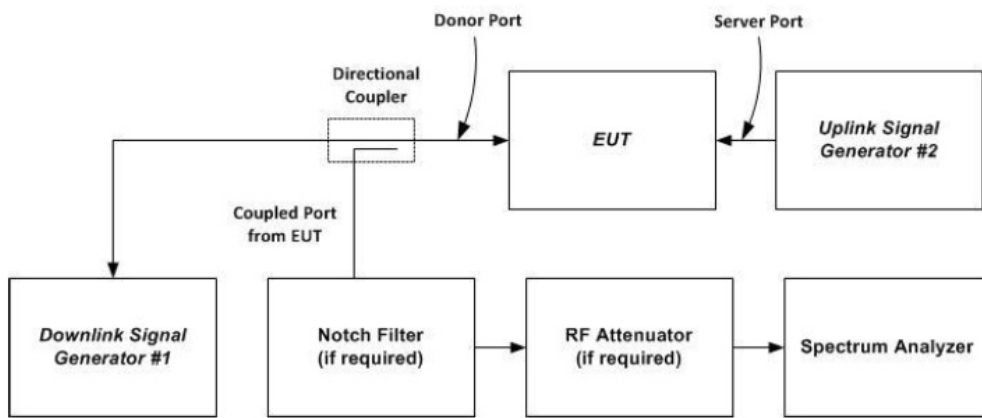 Donor Port
Server Port
Directional
Coupler
EUT
Uplink Signal
Generator #2
Coupled Port
from EUT
Downlink Signal
Generator #1
Notch Filter
(if required)
RF Attenuator
(if required)
Spectrum Analyzer